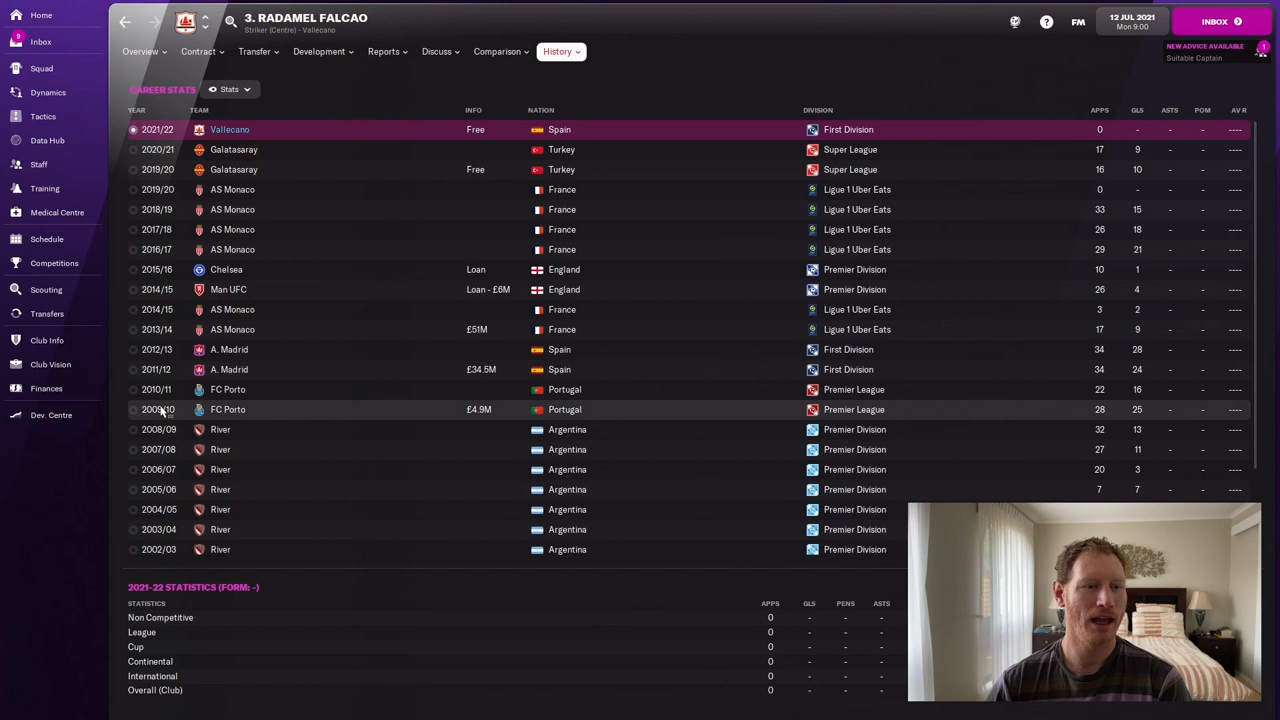 Home
9
Inbox
Squad
Dynamics
Tactics
Data Hub
Staff
Training
Medical Centre
Schedule
Competitions
Scouting
Transfers
Club Info
Club Vision
Finances
Dev. Centre
3. RADAMEL FALCAO
Striker (Centre) - Vallecano
?
FM
12 JUL 2021
Mon 9:00
INBOX
NEW ADVICE AVAILABLE
Suitable Captain
1
Overview Contract Transfer Development Reports Discuss Comparison History
CAREER STATS Stats
YEAR TEAM INFO NATION DIVISION APPS GLS ASTS POM AV R
2021/22 Vallecano Free Spain First Division 0 - - - ----
2020/21 Galatasaray Turkey Super League 17 9 - - ----
2019/20 Galatasaray Free Turkey Super League 16 10 - - ----
2019/20 AS Monaco France Ligue 1 Uber Eats 0 - - - ----
2018/19 AS Monaco France Ligue 1 Uber Eats 33 15 - - ----
2017/18 AS Monaco France Ligue 1 Uber Eats 26 18 - - ----
2016/17 AS Monaco France Ligue 1 Uber Eats 29 21 - - ----
2015/16 Chelsea Loan England Premier Division 10 1 - - ----
2014/15 Man UFC Loan - £6M England Premier Division 26 4 - - ----
2014/15 AS Monaco France Ligue 1 Uber Eats 3 2 - - ----
2013/14 AS Monaco £51M France Ligue 1 Uber Eats 17 9 - - ----
2012/13 A. Madrid Spain First Division 34 28 - - ----
2011/12 A. Madrid £34.5M Spain First Division 34 24 - - ----
2010/11 FC Porto Portugal Premier League 22 16 - - ----
2009/10 FC Porto £4.9M Portugal Premier League 28 25 - - ----
2008/09 River Argentina Premier Division 32 13 - - ----
2007/08 River Argentina Premier Division 27 11 - - ----
2006/07 River Argentina Premier Division 20 3 - - ----
2005/06 River Argentina Premier Division 7 7 - - ----
2004/05 River Argentina Premier Division
2003/04 River Argentina Premier Division
2002/03 River Argentina Premier Division
2021-22 STATISTICS (FORM: -)
STATISTICS APPS GLS PENS ASTS
Non Competitive 0 - - -
League 0 - - -
Cup 0 - - -
Continental 0 - - -
International 0 - - -
Overall (Club) 0 - - -